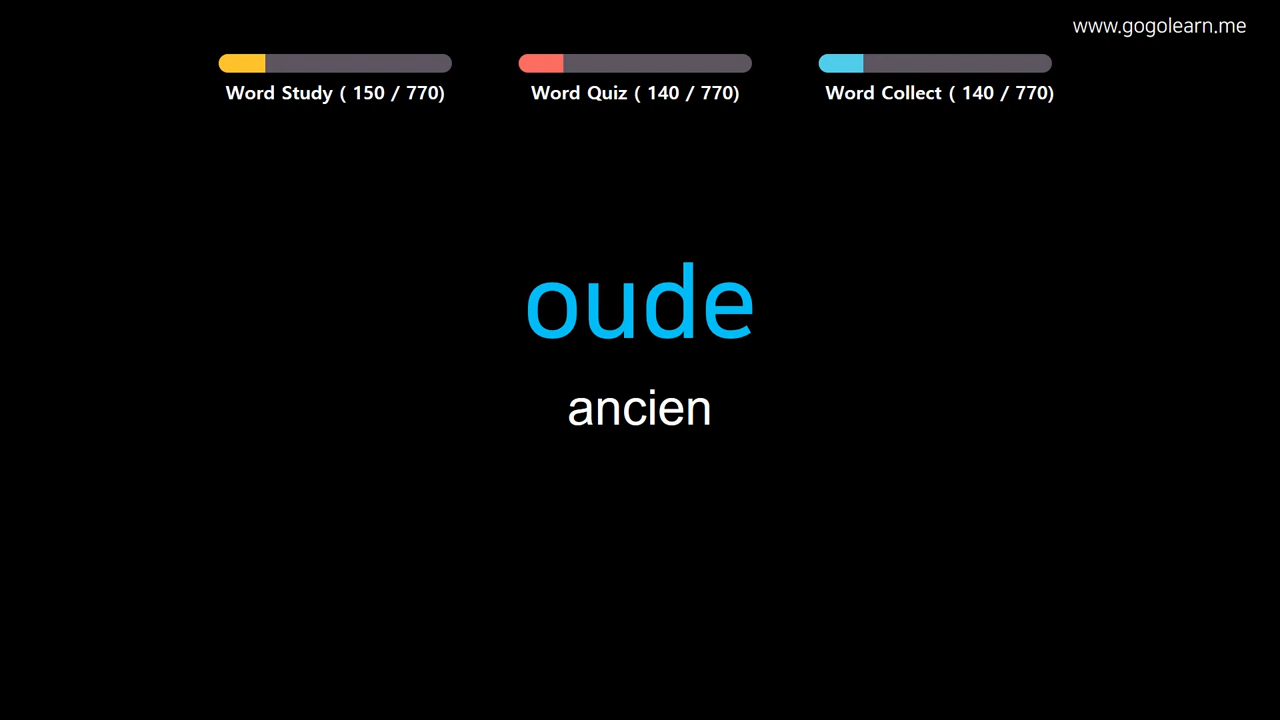 www.gogolearn.me
Word Study ( 150 / 770)
Word Quiz ( 140 / 770)
Word Collect ( 140 / 770)
oude
ancien